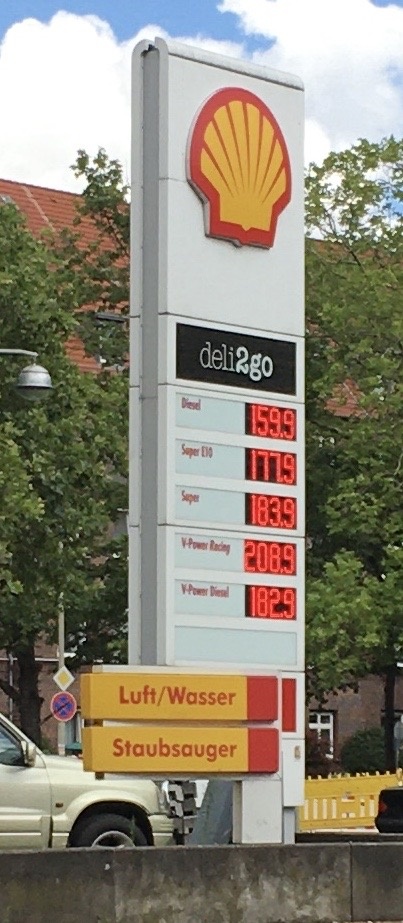 deli2go
Diesel 159.9
Super E10 177.9
Super 183.9
V-Power Racing 208.9
V-Power Diesel 182.9
Luft/Wasser
Staubsauger